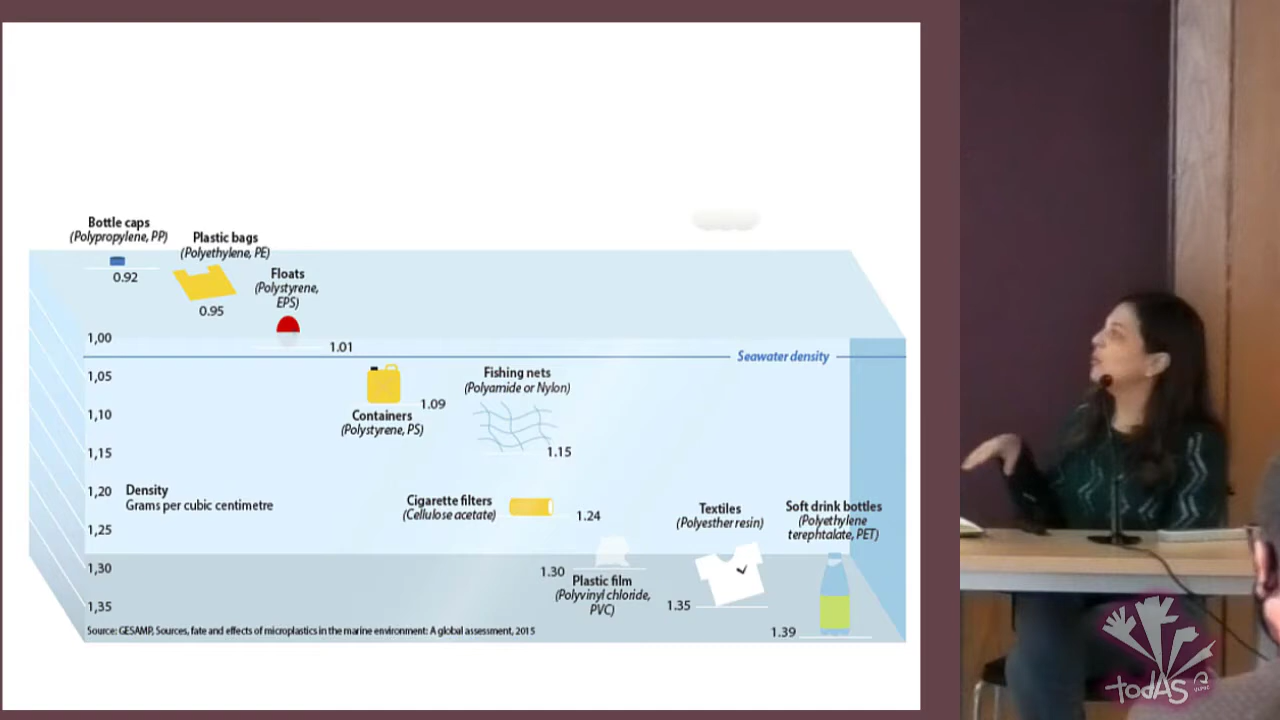 Bottle caps
(Polypropylene, PP)
0.92
Plastic bags
(Polyethylene, PE)
0.95
Floats
(Polystyrene,
EPS)
1.01
Seawater density
1,00
1,05
1,10
1,15
1,20
1,25
1,30
1,35
Containers
(Polystyrene, PS)
1.09
Fishing nets
(Polyamide or Nylon)
1.15
Density
Grams per cubic centimetre
Cigarette filters
(Cellulose acetate)
1.24
1.30
Plastic film
(Polyvinyl chloride,
PVC)
Textiles
(Polyesther resin)
1.35
Soft drink bottles
(Polyethylene
terephtalate, PET)
1.39
Source: GESAMP, Sources, fate and effects of microplastics in the marine environment: A global assessment, 2015
todAS